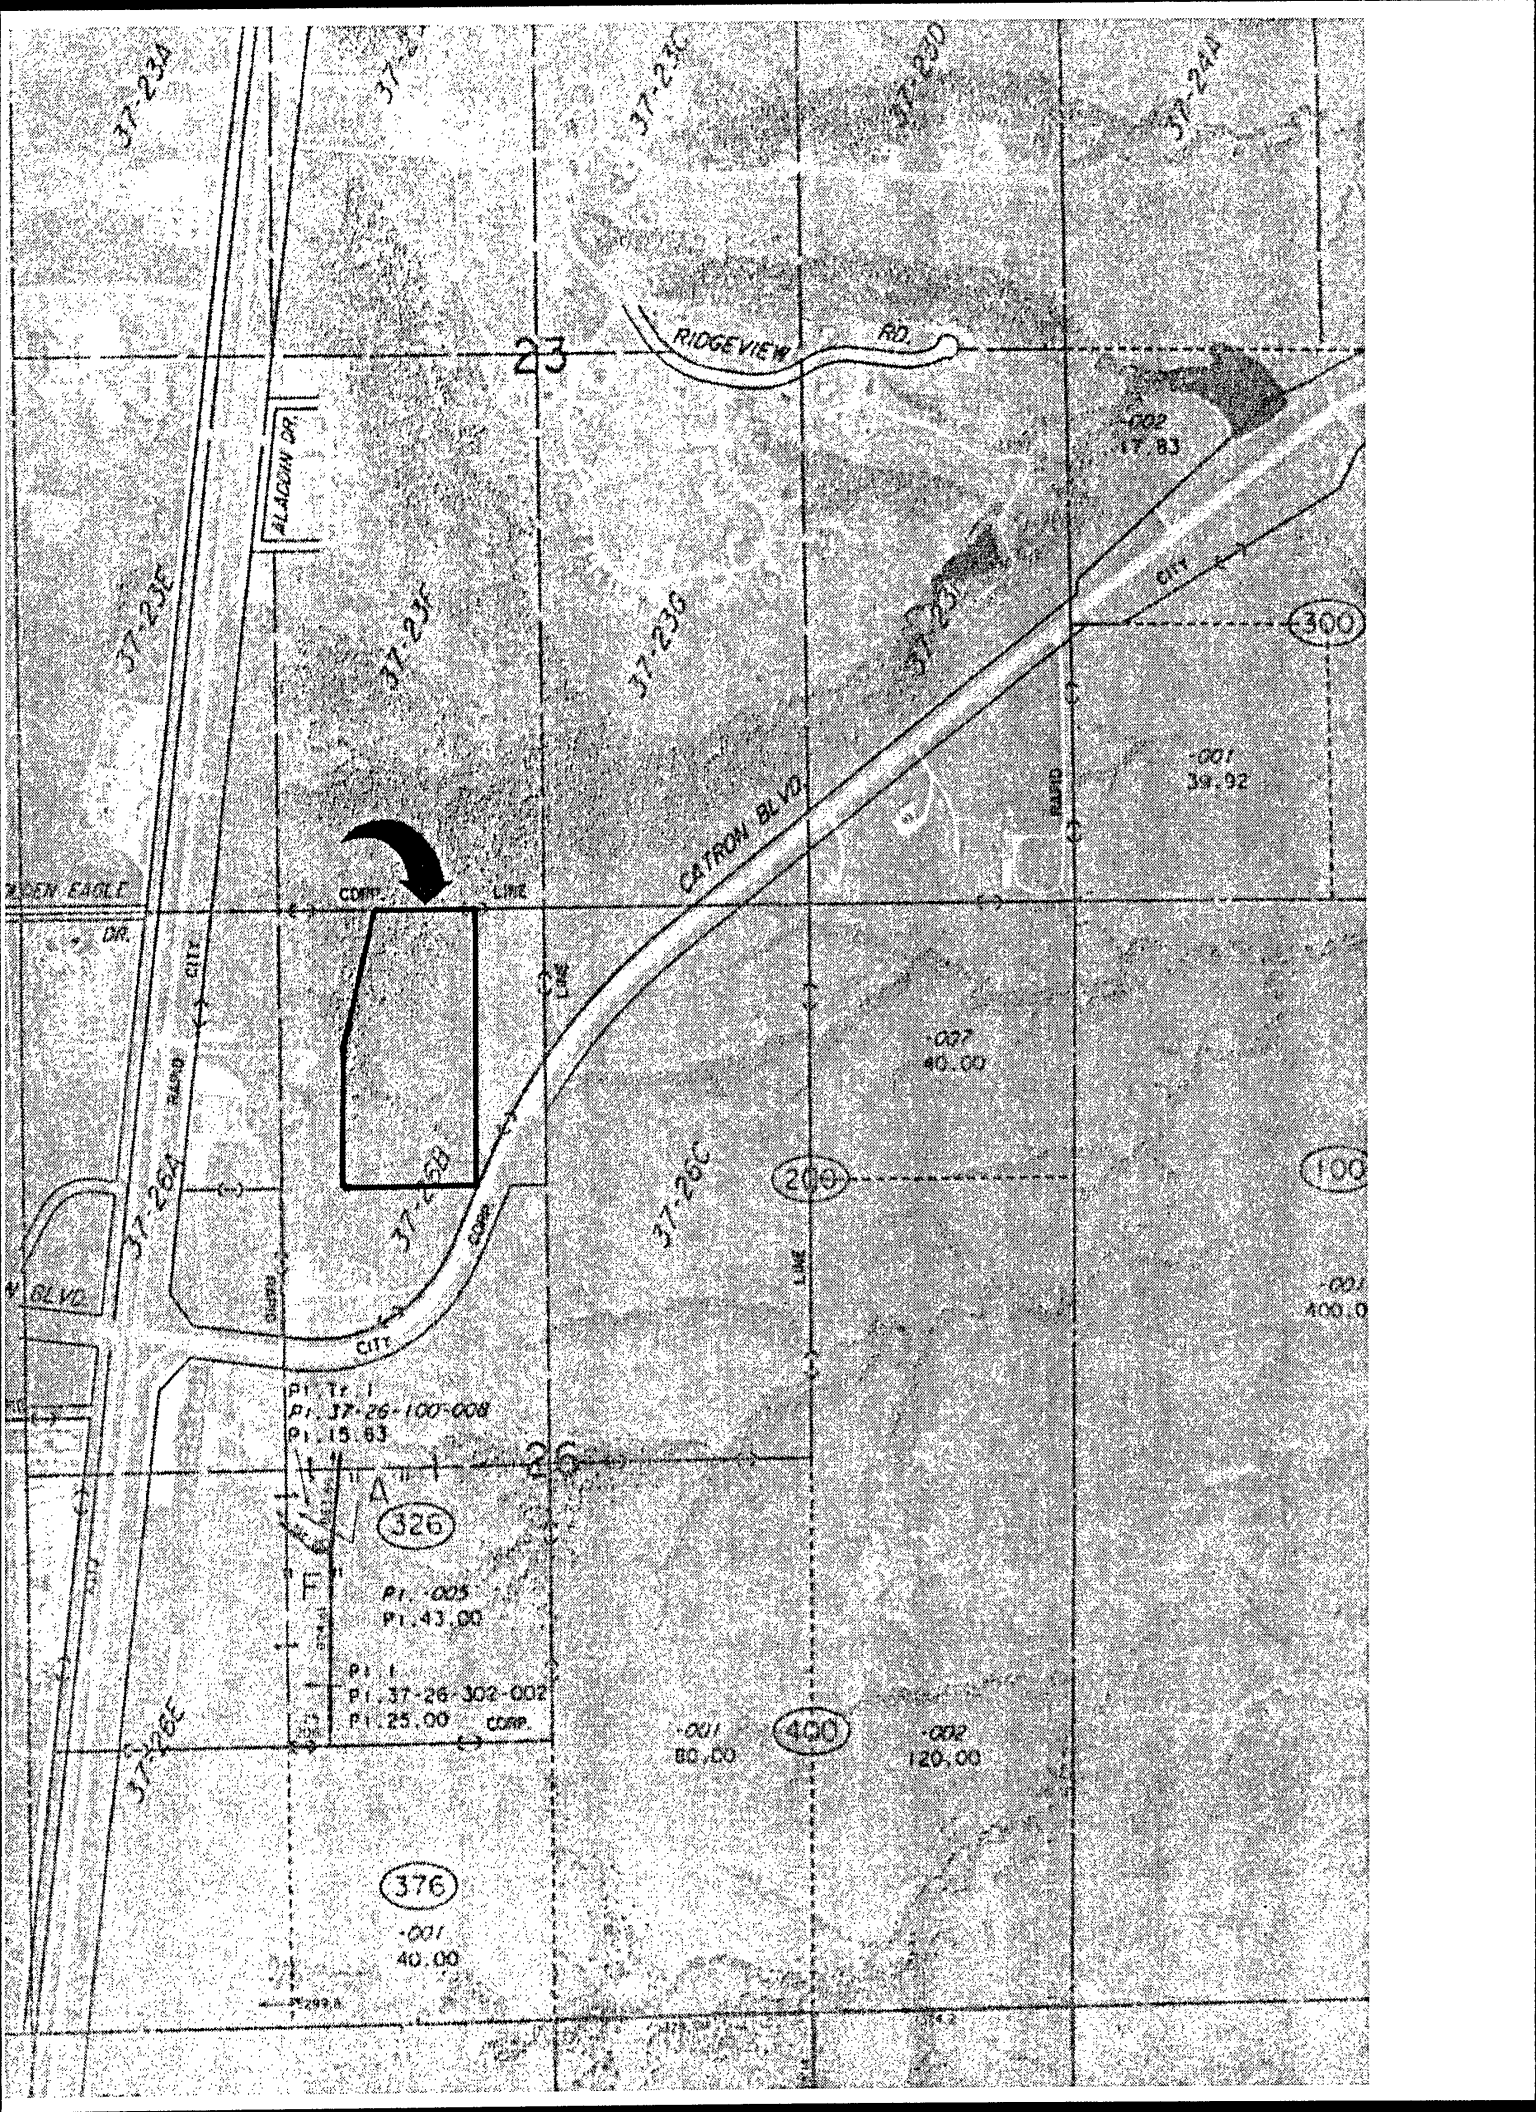 37-23A
37-23C
37-23D
37-24A
23
RIDGEVIEW RD.
ALADDIN DR.
-002
17.83
CITY
37-23E
37-23F
37-23G
300
RAPID
-001
39.92
CATRON BLVD.
EAGLE
DR.
CORP.
LINE
CITY
LINE
RAPID
-007
40.00
37-26A
37-26B
37-26C
200
100
CORP.
LINE
BLVD.
RAPID
CITY
-001
Pt. Tr. 1
Pt. 37-26-100-008
Pt. 15.63
26
"A"
326
"F"
Pt. -005
Pt. 43.00
Pt. 1
Pt. 37-26-302-002
Pt. 25.00
CORP.
37-26E
-001
80.00
400
-002
120.00
376
-001
40.00